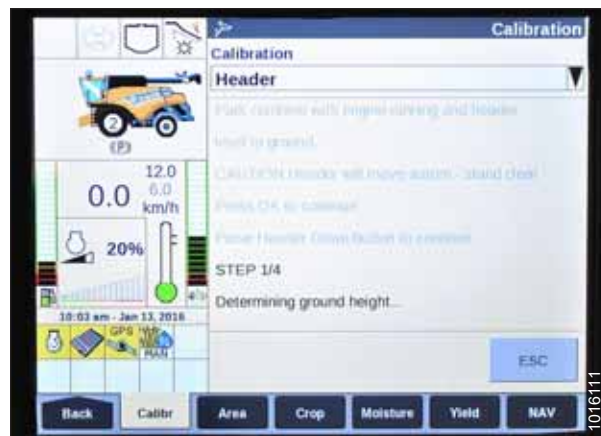 Calibration
Calibration
Header
Park combine with engine running and header
level to ground.
CAUTION Header will move autom - stand clear
Press OK to continue
Press Header Down Button to continue
STEP 1/4
Determining ground height...
2
(P)
12.0
0.0
6.0
km/h
20%
10:03 am - Jan 13, 2016
GPS
MAN
ESC
Back
Calibr
Area
Crop
Moisture
Yield
NAV
1016111